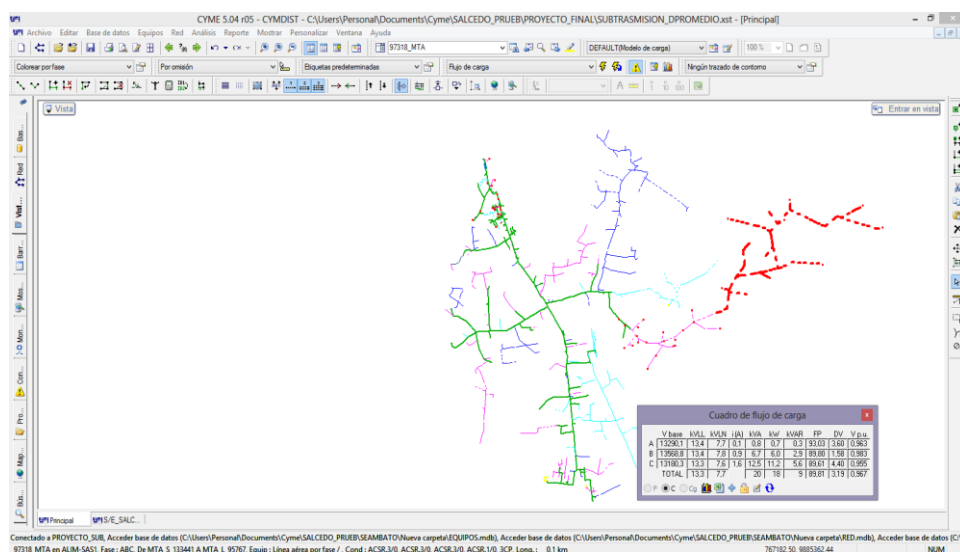 CYME 5.04 r05 - CYMDIST - C:\Users\Personal\Documents\Cyme\SALCEDO_PRUEB\PROYECTO_FINAL\SUBTRASMISION_DPROMEDIO.xst - [Principal]
Archivo Editar Base de datos Equipos Red Análisis Reporte Mostrar Personalizar Ventana Ayuda
97318_MTA DEFAULT(Modelo de carga) 100 %
Colorear por fase Por omisión Etiquetas predeterminadas Flujo de carga Ningún trazado de contorno
Vista Entrar en vista
Bas...
Red
Vist...
Barr...
Mas...
Mon...
Con...
Pro...
Map...
Bus...
Cuadro de flujo de carga
V base kVLL kVLN i (A) kVA kW kVAR FP DV V p.u.
A 13290,1 13,4 7,7 0,1 0,8 0,7 0,3 93,03 3,60 0,963
B 13568,8 13,4 7,8 0,9 6,7 6,0 2,9 89,80 1,58 0,983
C 13180,3 13,3 7,6 1,6 12,5 11,2 5,6 89,61 4,40 0,955
TOTAL 13,3 7,7 20 18 9 89,81 3,19 0,967
P C Cg
Principal S/E_SALC...
Conectado a PROYECTO_SUB, Acceder base de datos (C:\Users\Personal\Documents\Cyme\SALCEDO_PRUEB\SEAMBATO\Nueva carpeta\EQUIPOS.mdb), Acceder base de datos (C:\Users\Personal\Documents\Cyme\SALCEDO_PRUEB\SEAMBATO\Nueva carpeta\RED.mdb), Acceder base de datos (C:\
97318_MTA en ALIM-SAS1, Fase : ABC, De MTA_S_133441 A MTA_L_95767, Equip : Línea aérea por fase / , Cond : ACSR.3/0, ACSR.3/0, ACSR.3/0, ACSR.1/0, 3CP, Long. : 0.1 km 767182.50, 9885362.44 NUM